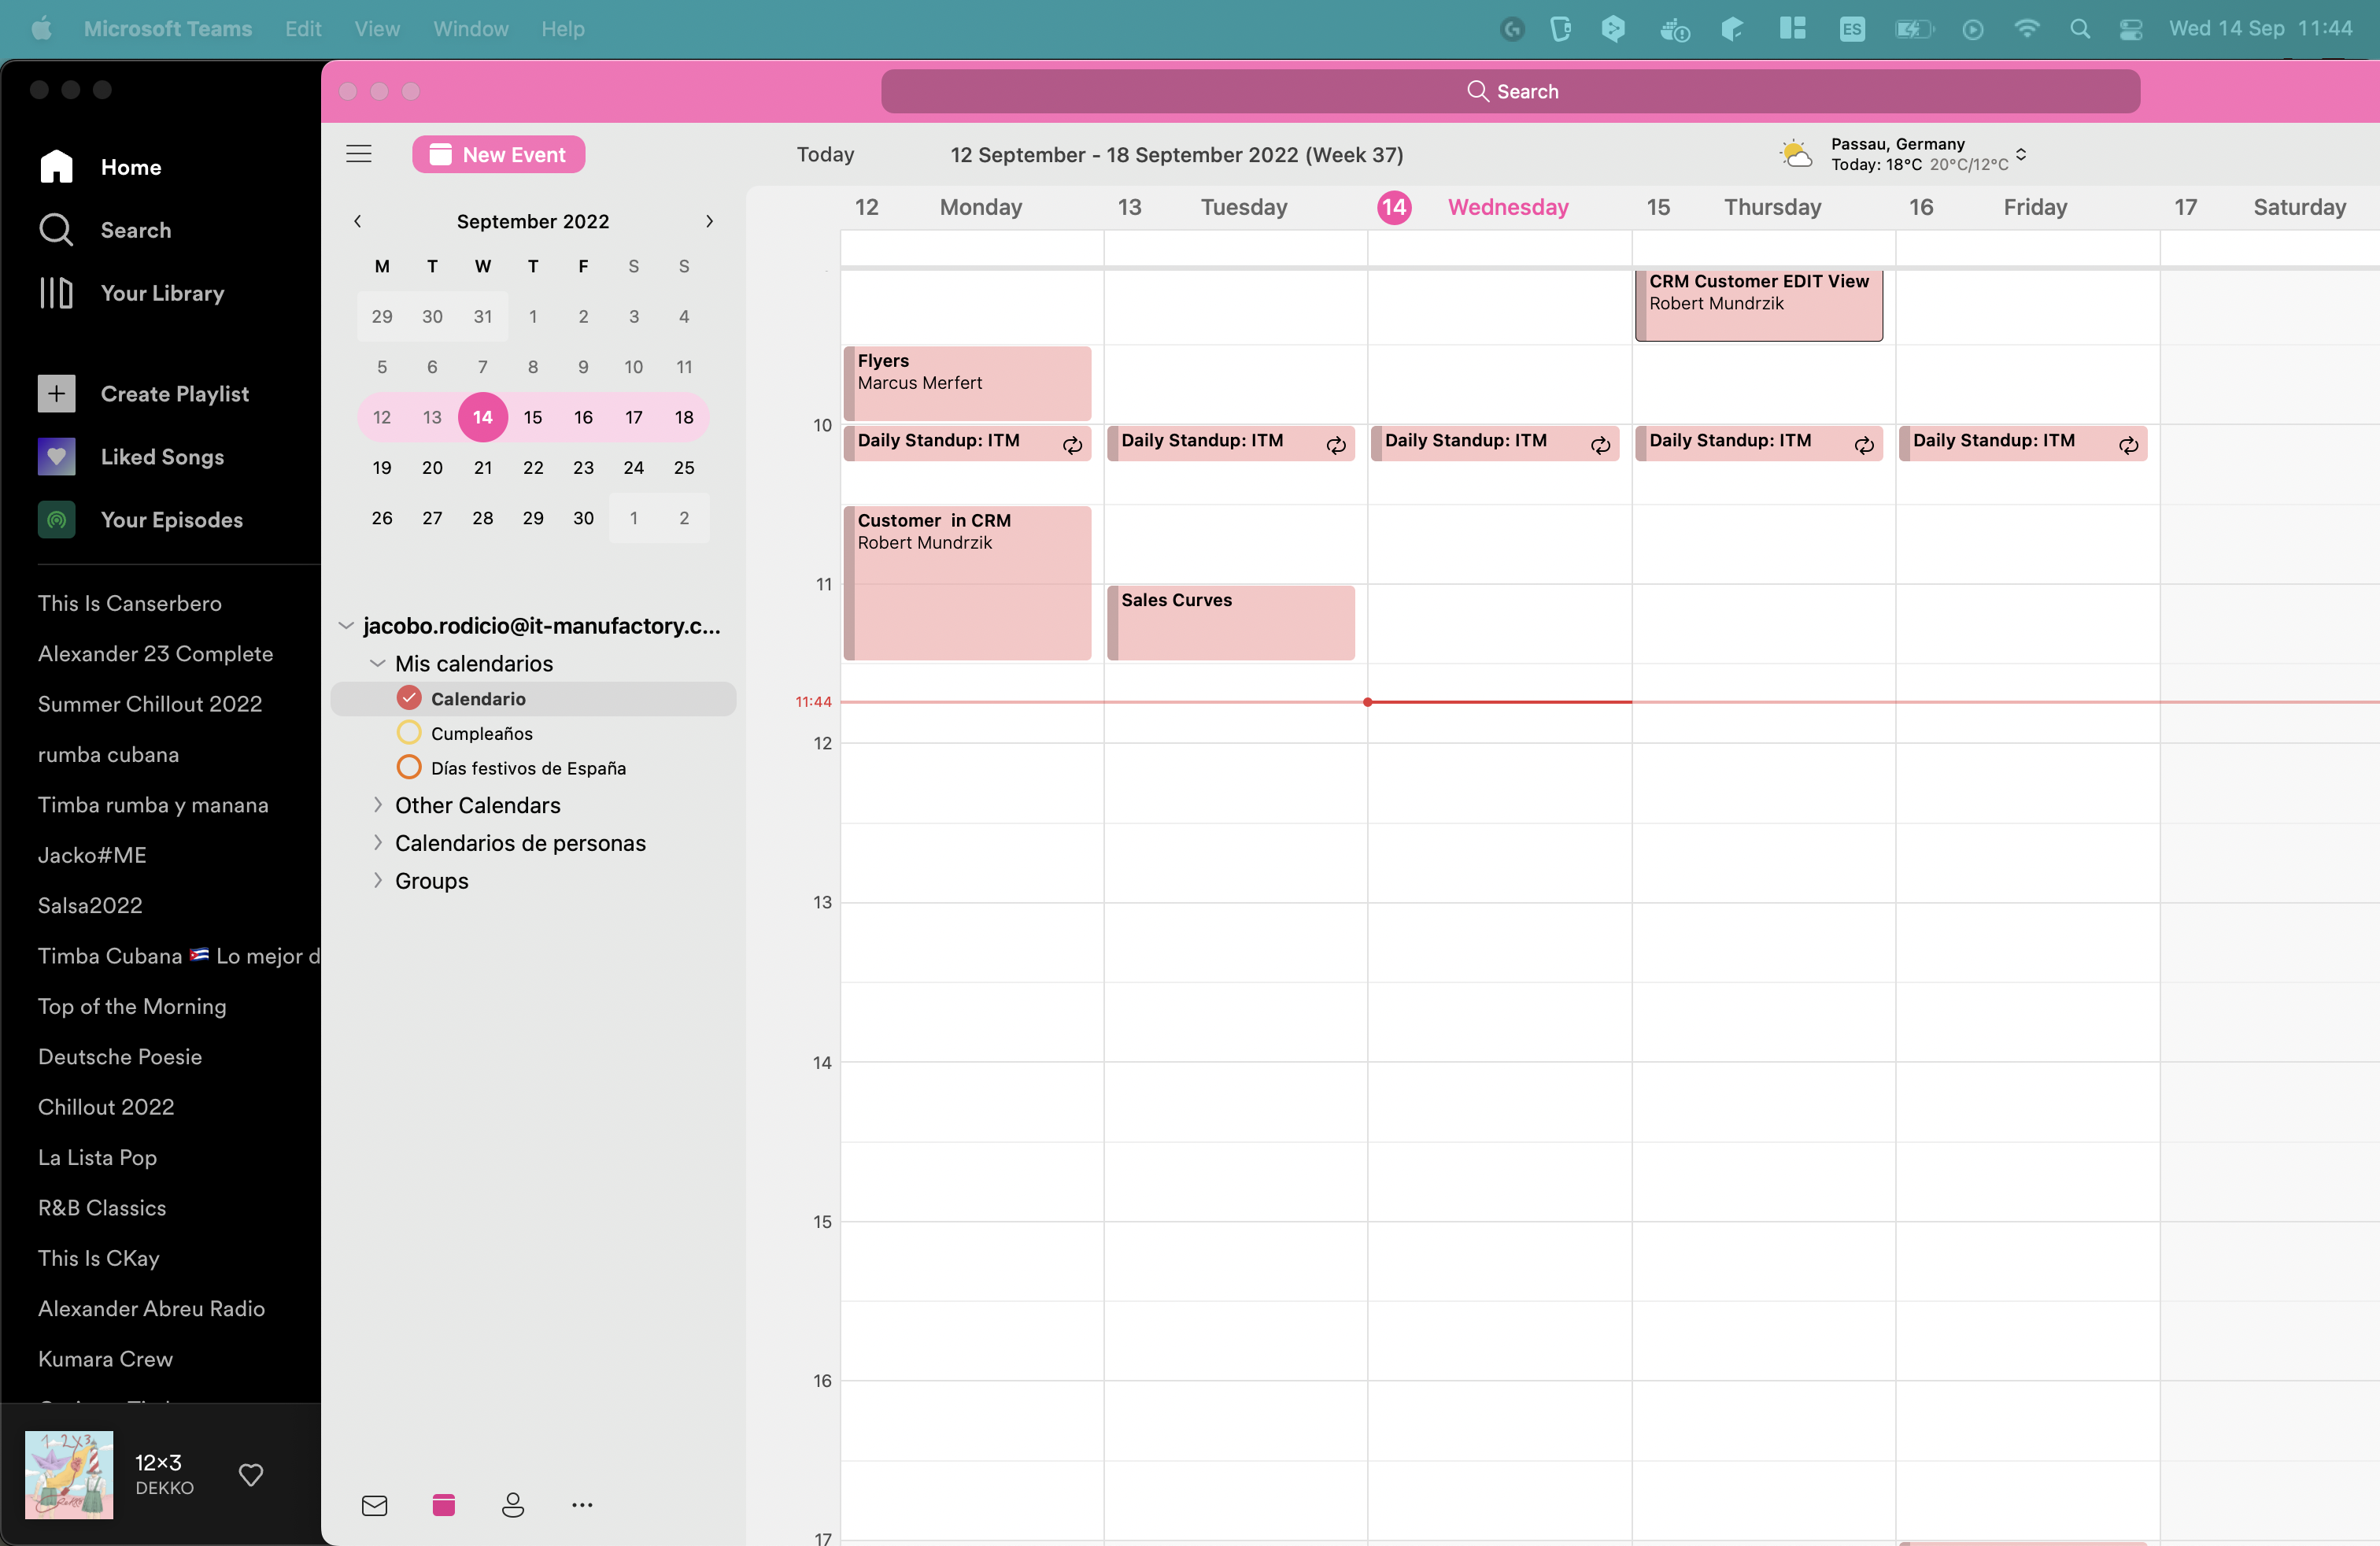 Microsoft Teams Edit View Window Help
ES
Wed 14 Sep 11:44
Home
Search
Your Library
Create Playlist
Liked Songs
Your Episodes
This Is Canserbero
Alexander 23 Complete
Summer Chillout 2022
rumba cubana
Timba rumba y manana
Jacko#ME
Salsa2022
Timba Cubana 🇨🇺 Lo mejor d
Top of the Morning
Deutsche Poesie
Chillout 2022
La Lista Pop
R&B Classics
This Is CKay
Alexander Abreu Radio
Kumara Crew
12×3
DEKKO
Search
New Event
Today
12 September - 18 September 2022 (Week 37)
Passau, Germany
Today: 18°C 20°C/12°C
September 2022
M T W T F S S
29 30 31 1 2 3 4
5 6 7 8 9 10 11
12 13 14 15 16 17 18
19 20 21 22 23 24 25
26 27 28 29 30 1 2
jacobo.rodicio@it-manufactory.c...
Mis calendarios
Calendario
Cumpleaños
Días festivos de España
Other Calendars
Calendarios de personas
Groups
12 Monday 13 Tuesday 14 Wednesday 15 Thursday 16 Friday 17 Saturday
CRM Customer EDIT View
Robert Mundrzik
Flyers
Marcus Merfert
10
Daily Standup: ITM Daily Standup: ITM Daily Standup: ITM Daily Standup: ITM Daily Standup: ITM
Customer in CRM
Robert Mundrzik
11
Sales Curves
11:44
12
13
14
15
16
17